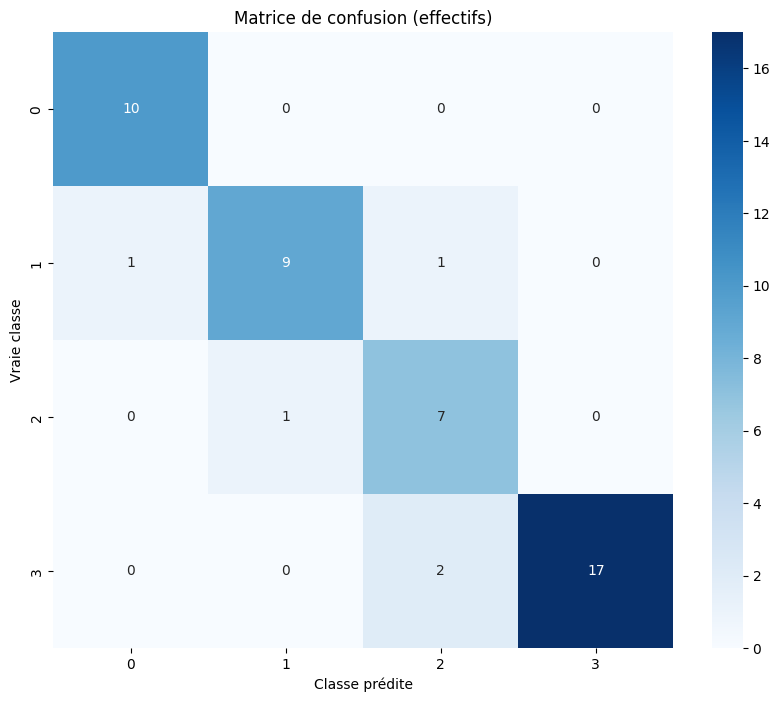 Matrice de confusion (effectifs)
0 10 0 0 0
1 1 9 1 0
2 0 1 7 0
3 0 0 2 17
0 1 2 3
Classe prédite
Vraie classe
16
14
12
10
8
6
4
2
0